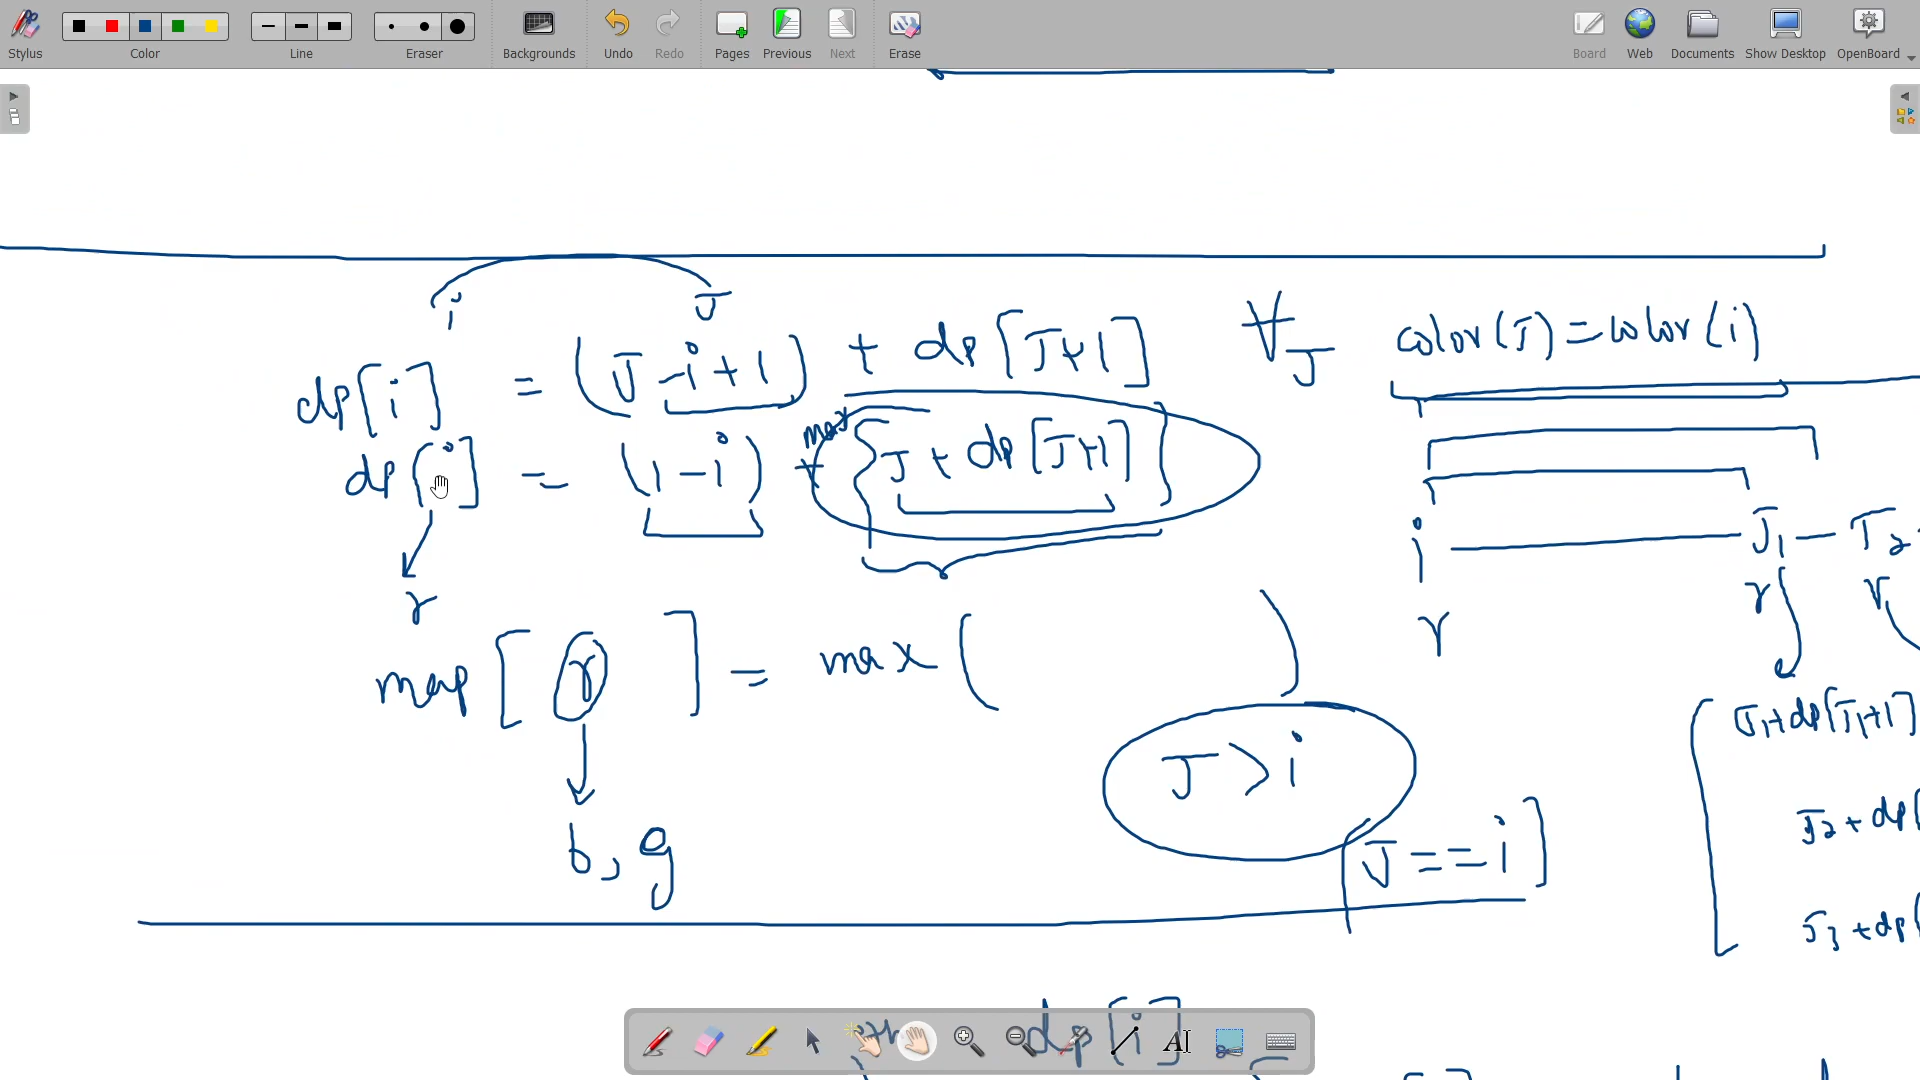 Stylus Color Line Eraser Backgrounds Undo Redo Pages Previous Next Erase Board Web Documents Show Desktop OpenBoard
i J
dp[i] = (J-i+1) + dp[J+1] ∀J color(J)=color(i)
dp[i] = (1-i) + max {J + dp[J+1]}
i J1 — J2
r r r
r
map[r] = max( )
J1+dp[J1+1]
J > i
J2+dp[
b, g
J == i
J3+dp[
dp[i]